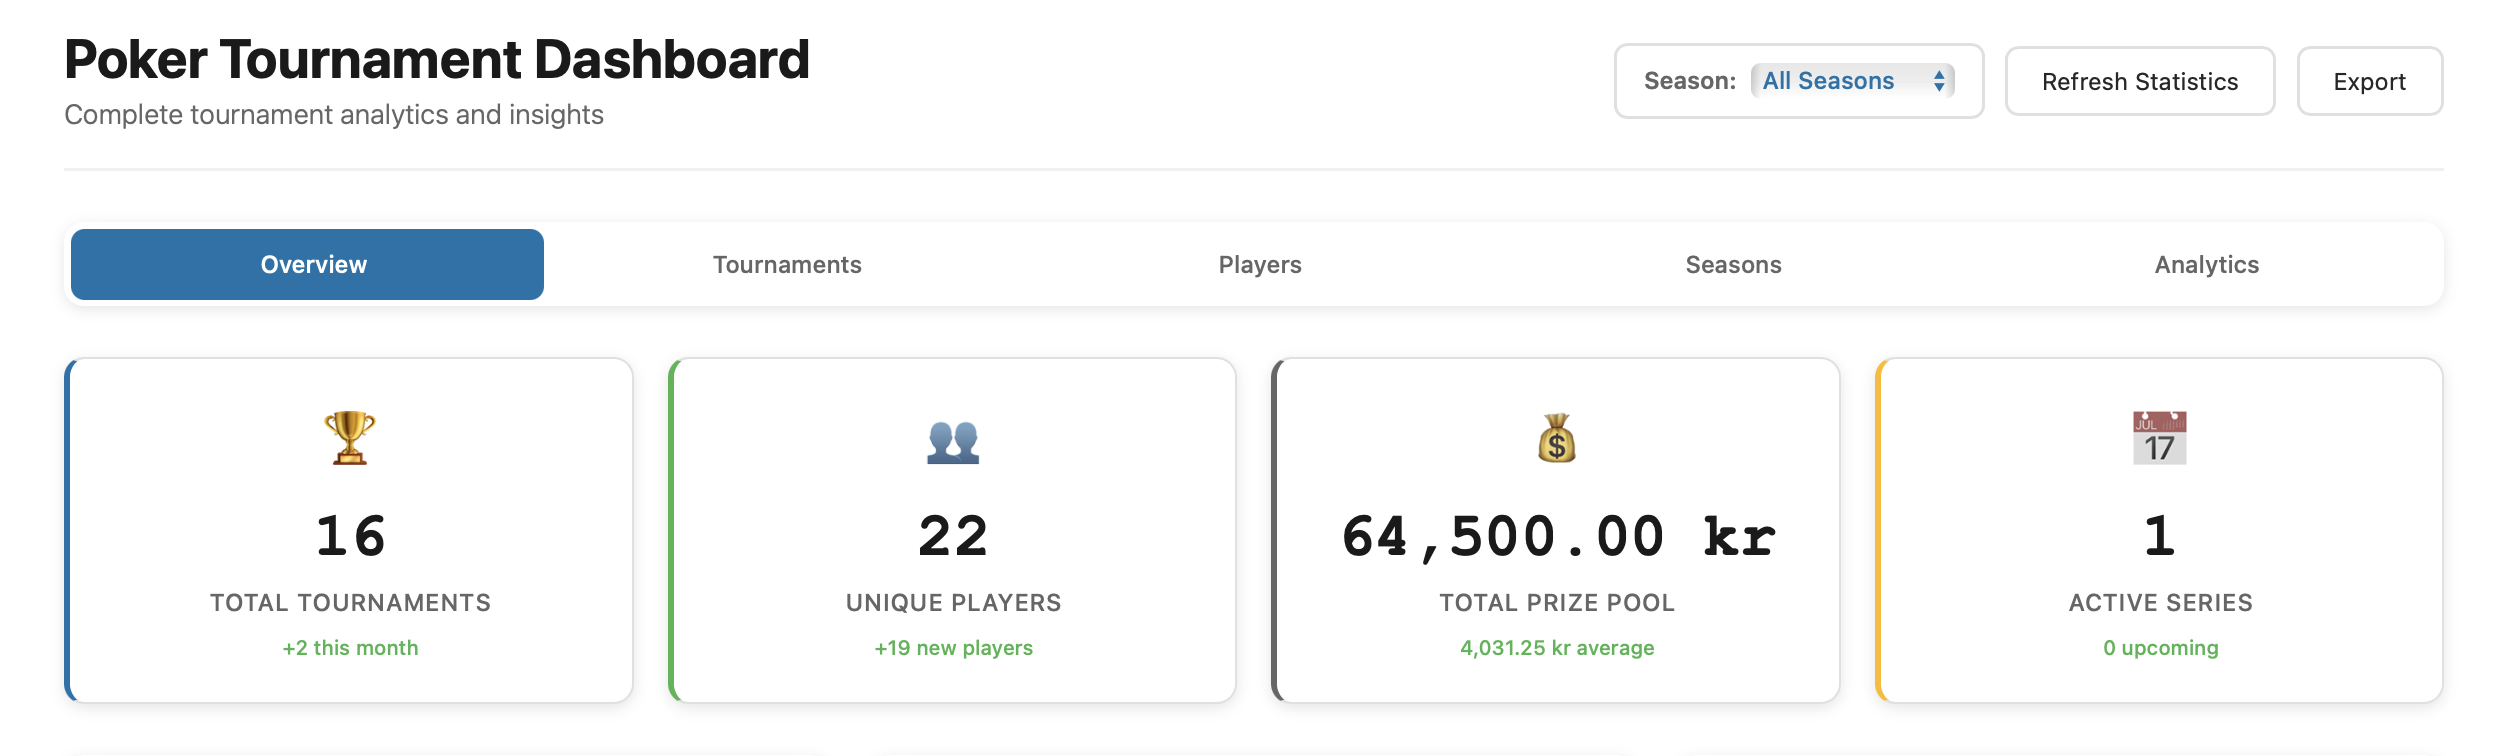 Poker Tournament Dashboard
Complete tournament analytics and insights
Season: All Seasons
Refresh Statistics
Export
Overview
Tournaments
Players
Seasons
Analytics
16
TOTAL TOURNAMENTS
+2 this month
22
UNIQUE PLAYERS
+19 new players
$
64,500.00 kr
TOTAL PRIZE POOL
4,031.25 kr average
JUL
17
1
ACTIVE SERIES
0 upcoming